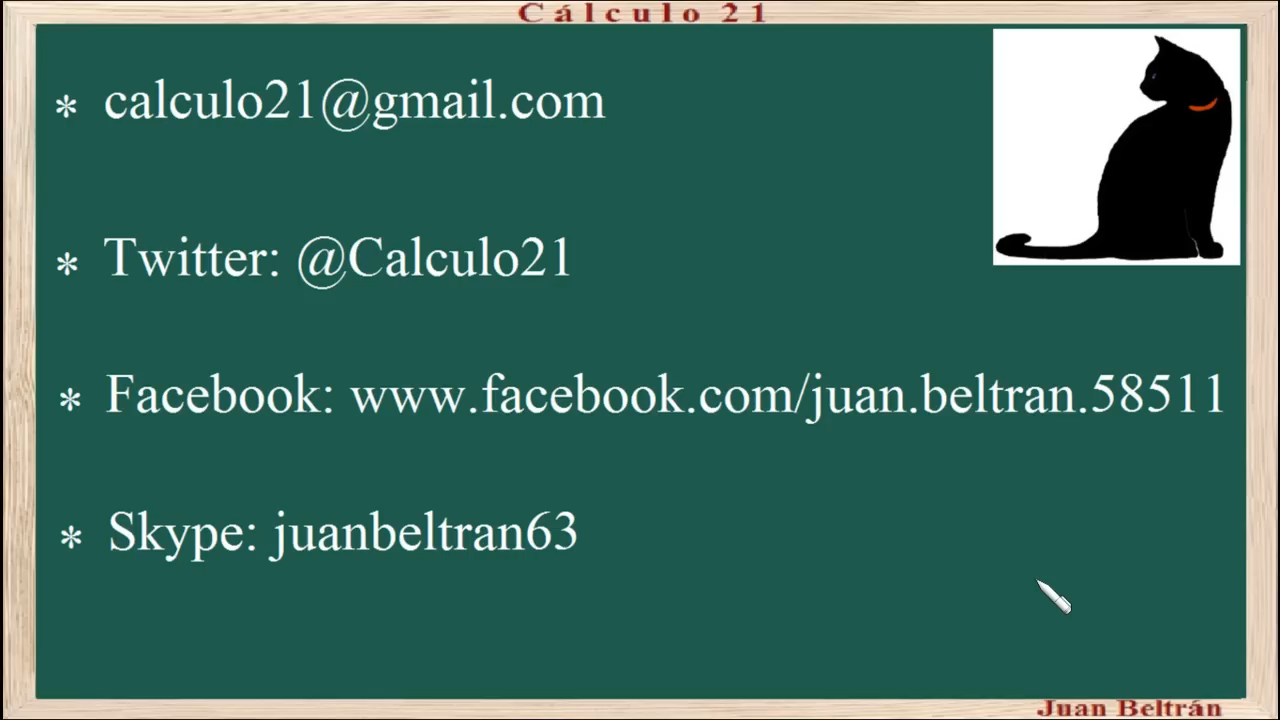 Cálculo 21
* calculo21@gmail.com
* Twitter: @Calculo21
* Facebook: www.facebook.com/juan.beltran.58511
* Skype: juanbeltran63
Juan Beltrán